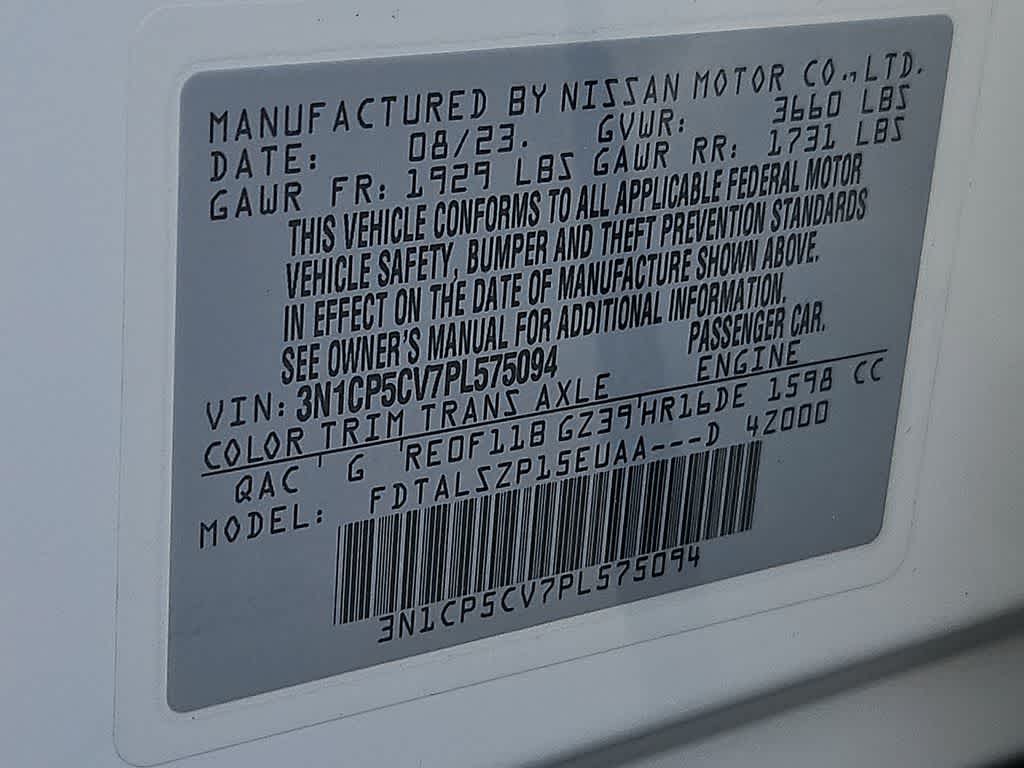 MANUFACTURED BY NISSAN MOTOR CO., LTD.
DATE: 08/23. GVWR: 3660 LBS
GAWR FR: 1929 LBS GAWR RR: 1731 LBS
THIS VEHICLE CONFORMS TO ALL APPLICABLE FEDERAL MOTOR
VEHICLE SAFETY, BUMPER AND THEFT PREVENTION STANDARDS
IN EFFECT ON THE DATE OF MANUFACTURE SHOWN ABOVE.
SEE OWNER'S MANUAL FOR ADDITIONAL INFORMATION.
VIN: 3N1CP5CV7PL575094 PASSENGER CAR.
COLOR TRIM TRANS AXLE ENGINE
QAC G RE0F11B GZ39 HR16DE 1598 CC
MODEL: FDTALSZP15EUAA---D 42000
3N1CP5CV7PL575094